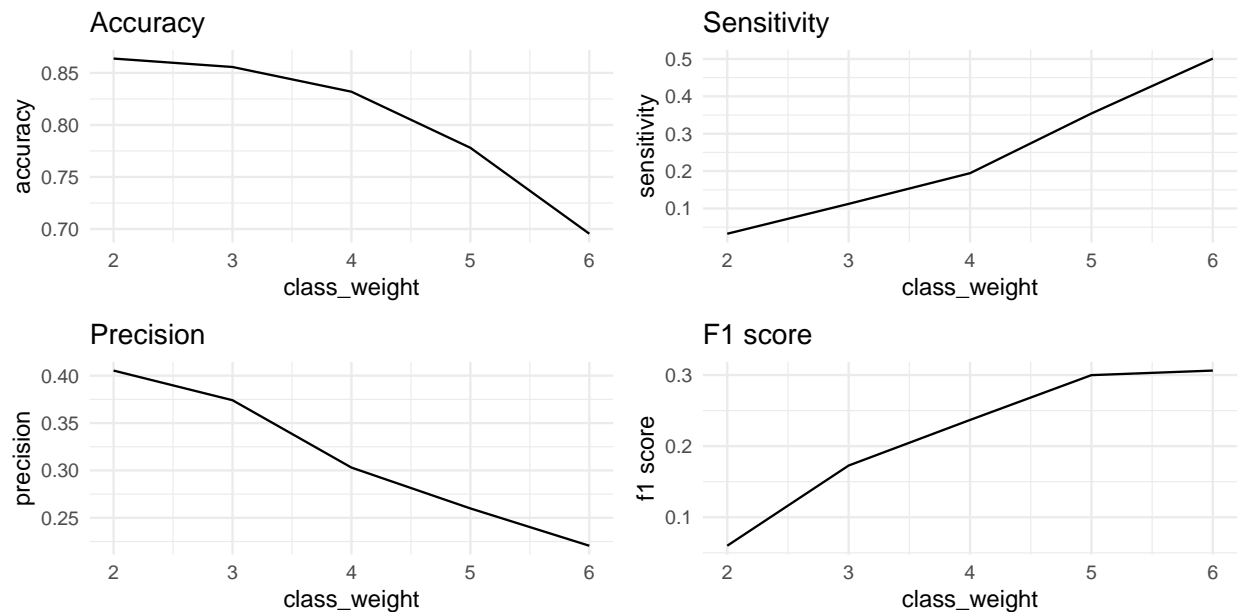 Accuracy
0.85
0.80
0.75
0.70
accuracy
2 3 4 5 6
class_weight
Sensitivity
0.5
0.4
0.3
0.2
0.1
sensitivity
2 3 4 5 6
class_weight
Precision
0.40
0.35
0.30
0.25
precision
2 3 4 5 6
class_weight
F1 score
0.3
0.2
0.1
f1 score
2 3 4 5 6
class_weight